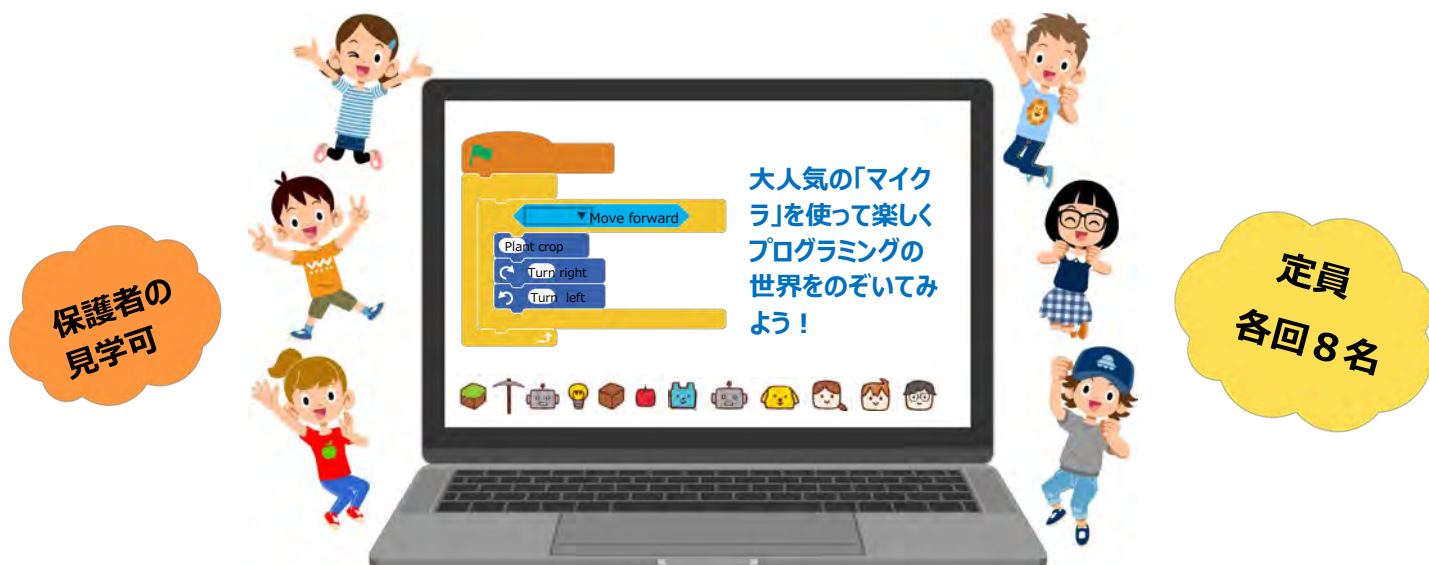 保護者の
見学可
Move forward
Plant crop
Turn right
Turn left
大人気の「マイク
ラ」を使って楽しく
プログラミングの
世界をのぞいてみ
よう！
定員
各回８名